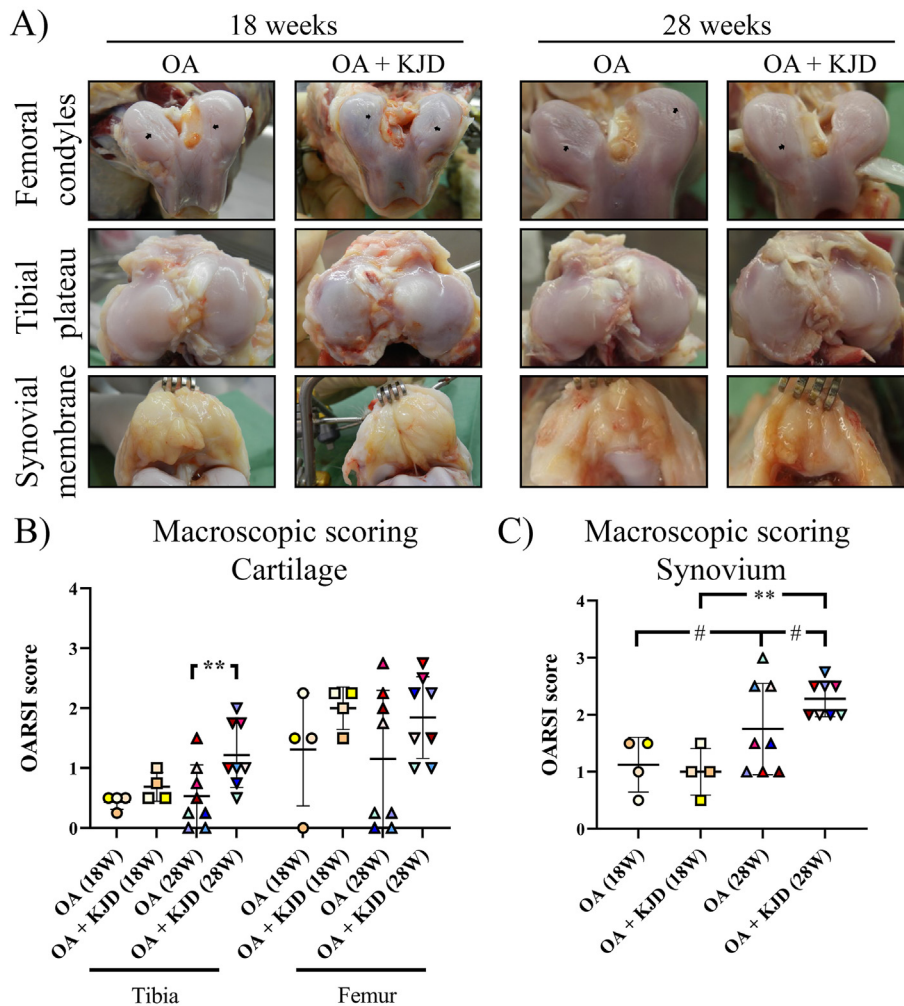 A)
18 weeks
28 weeks
OA
OA + KJD
OA
OA + KJD
Femoral
condyles
Tibial
plateau
Synovial
membrane
B)
Macroscopic scoring
Cartilage
OARSI score
4
3
2
1
0
**
OA (18W)
OA + KJD (18W)
OA (28W)
OA + KJD (28W)
OA (18W)
OA + KJD (18W)
OA (28W)
OA + KJD (28W)
Tibia
Femur
C)
Macroscopic scoring
Synovium
OARSI score
4
3
2
1
0
**
#
#
OA (18W)
OA + KJD (18W)
OA (28W)
OA + KJD (28W)